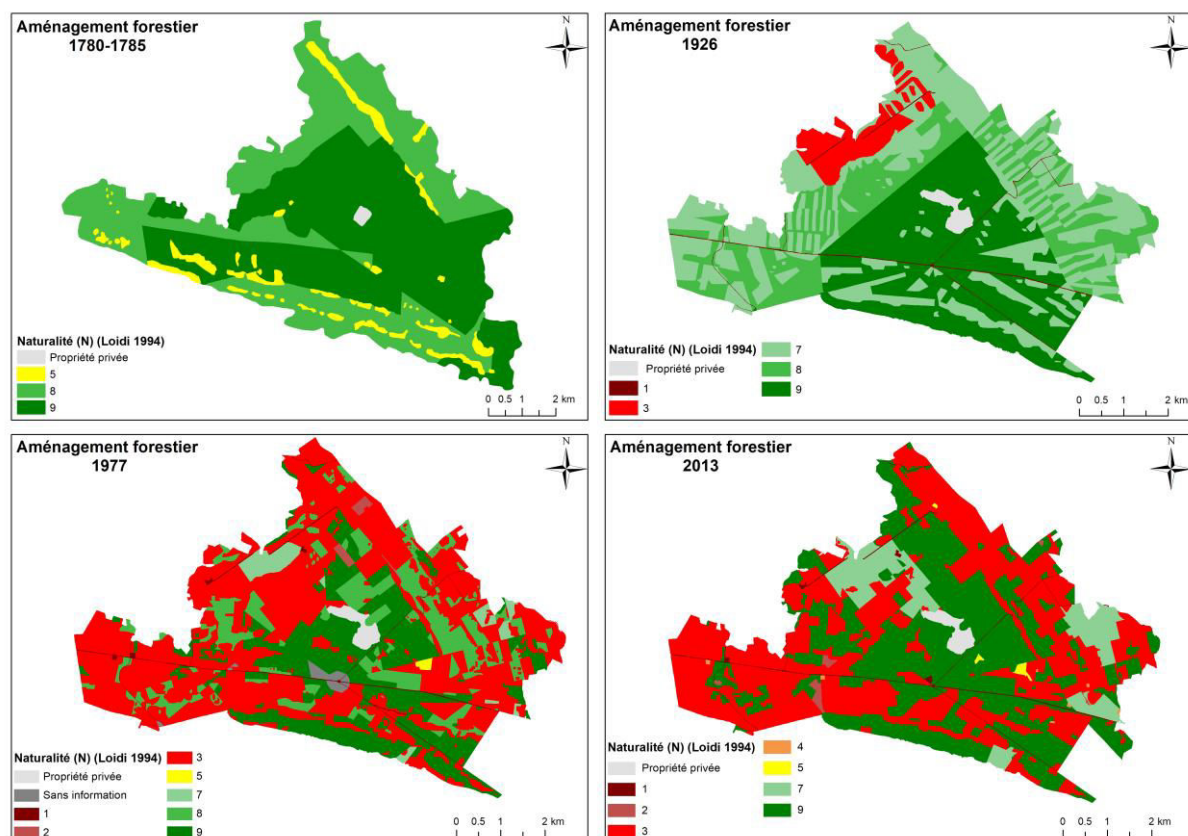 Aménagement forestier
1780-1785
N
Naturalité (N) (Loidi 1994)
Propriété privée
5
8
9
0 0.5 1 2 km
Aménagement forestier
1926
N
Naturalité (N) (Loidi 1994)
Propriété privée
1
3
7
8
9
0 0.5 1 2 km
Aménagement forestier
1977
N
Naturalité (N) (Loidi 1994)
Propriété privée
Sans information
1
2
3
5
7
8
9
0 0.5 1 2 km
Aménagement forestier
2013
N
Naturalité (N) (Loidi 1994)
Propriété privée
1
2
3
4
5
7
9
0 0.5 1 2 km